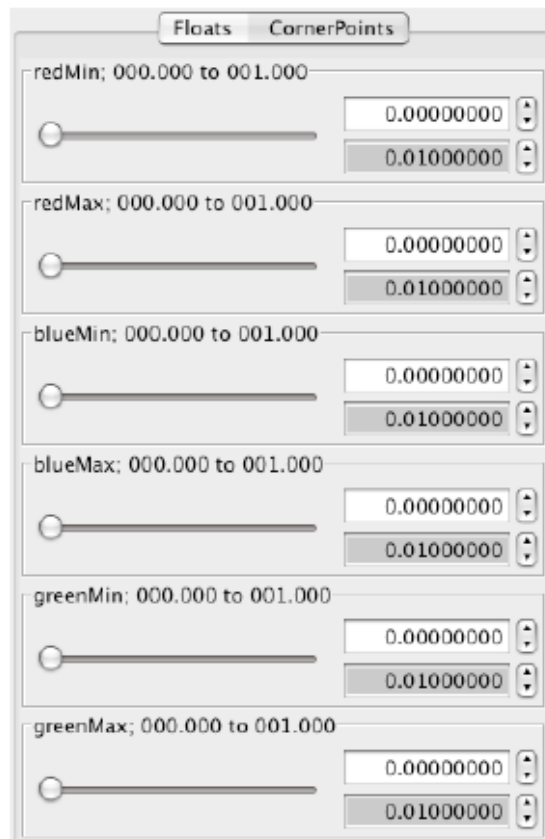 Floats CornerPoints
redMin; 000.000 to 001.000
0.00000000
0.01000000
redMax; 000.000 to 001.000
0.00000000
0.01000000
blueMin; 000.000 to 001.000
0.00000000
0.01000000
blueMax; 000.000 to 001.000
0.00000000
0.01000000
greenMin; 000.000 to 001.000
0.00000000
0.01000000
greenMax; 000.000 to 001.000
0.00000000
0.01000000